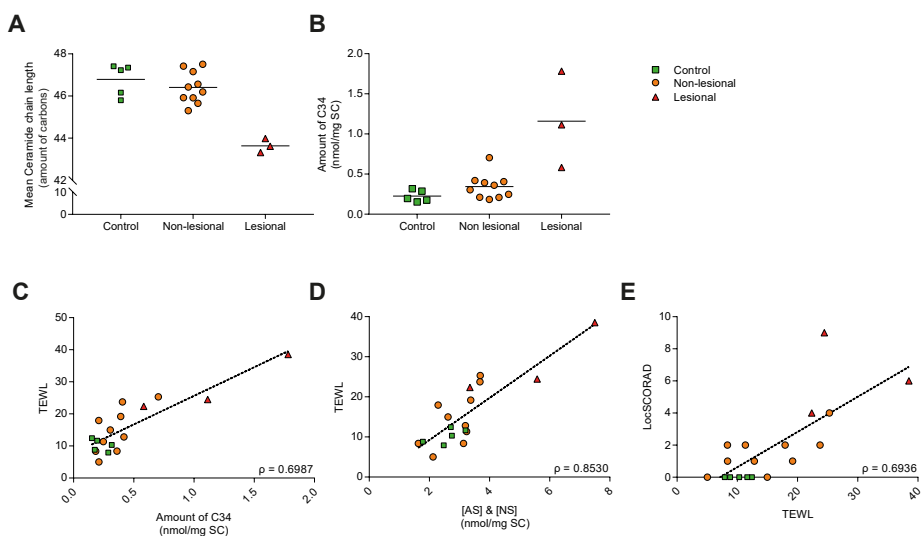 A
Mean Ceramide chain length
(amount of carbons)
48
46
44
42
10
0
Control
Non-lesional
Lesional
B
Amount of C34
(nmol/mg SC)
2.0
1.5
1.0
0.5
0.0
Control
Non lesional
Lesional
Control
Non-lesional
Lesional
C
TEWL
50
40
30
20
10
0
0.0
0.5
1.0
1.5
2.0
ρ = 0.6987
Amount of C34
(nmol/mg SC)
D
TEWL
40
30
20
10
0
0
2
4
6
8
ρ = 0.8530
[AS] & [NS]
(nmol/mg SC)
E
LocSCORAD
10
8
6
4
2
0
0
10
20
30
40
ρ = 0.6936
TEWL